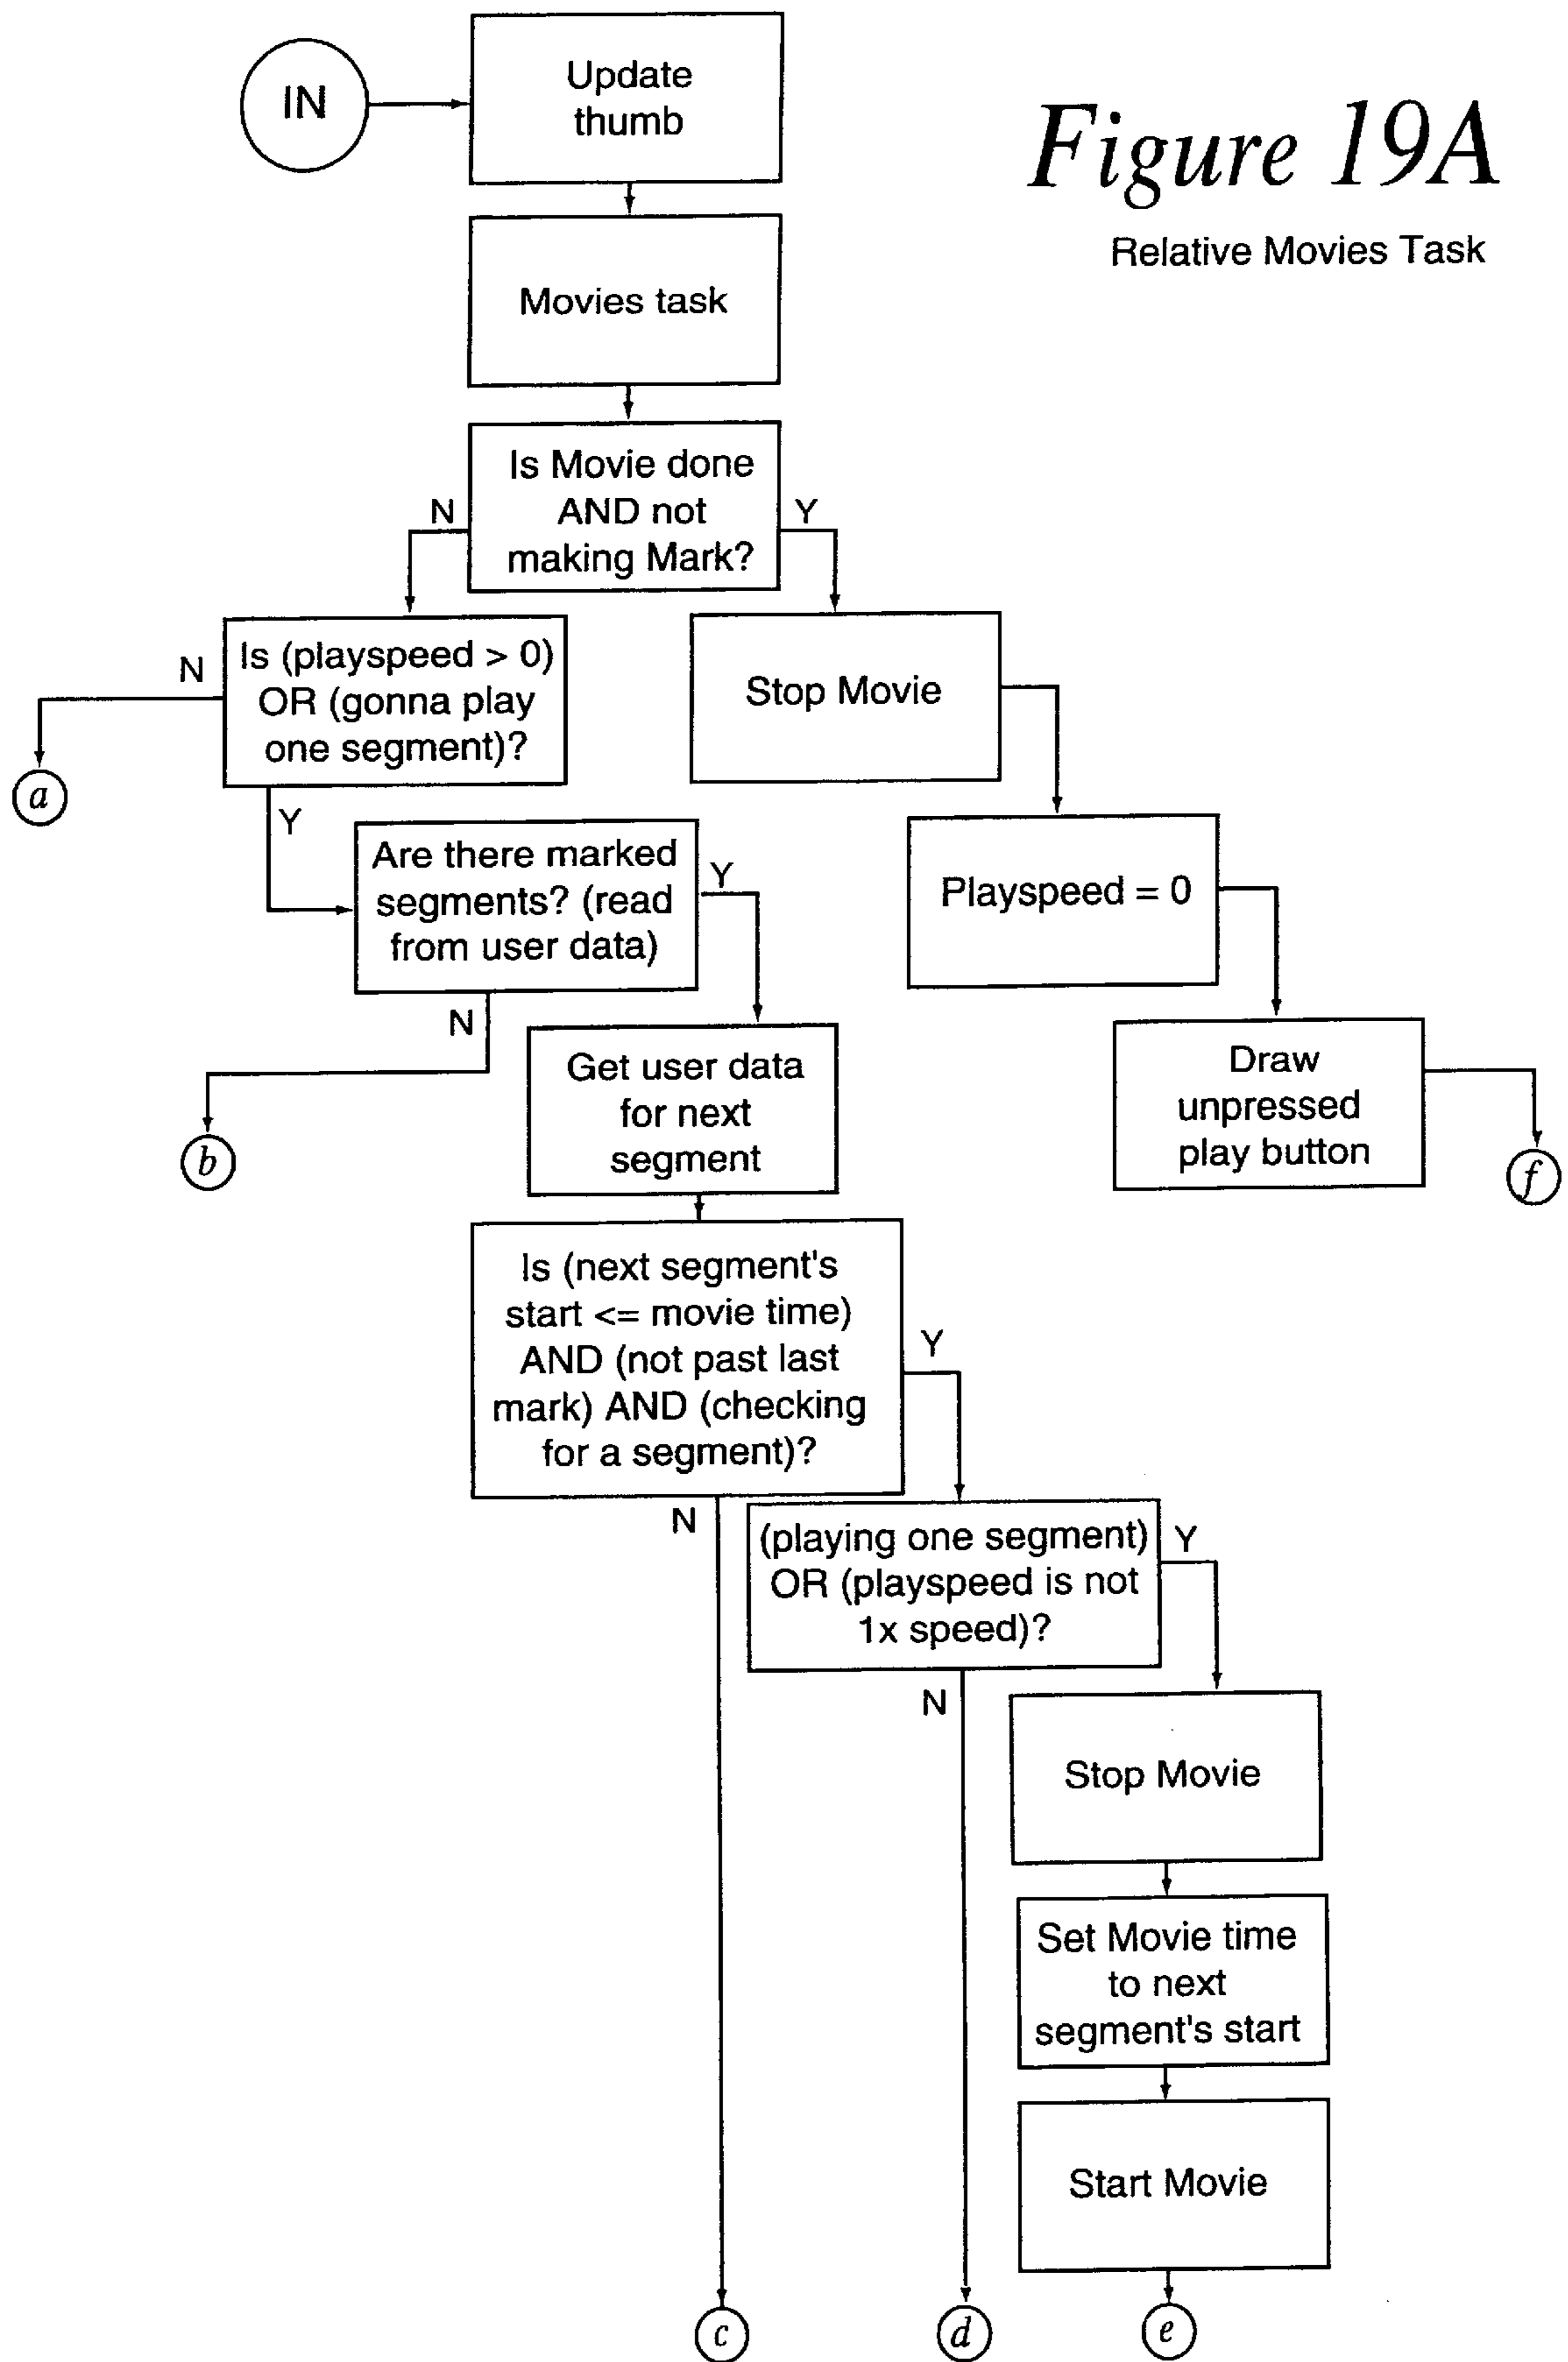 IN
Update
thumb
Figure 19A
Relative Movies Task
Movies task
Is Movie done
AND not
making Mark?
N
Y
Is (playspeed > 0)
OR (gonna play
one segment)?
N
Y
a
Stop Movie
Are there marked
segments? (read
from user data)
Y
N
b
Playspeed = 0
Get user data
for next
segment
Draw
unpressed
play button
f
Is (next segment's
start <= movie time)
AND (not past last
mark) AND (checking
for a segment)?
Y
N
(playing one segment)
OR (playspeed is not
1x speed)?
Y
N
Stop Movie
Set Movie time
to next
segment's start
Start Movie
c
d
e